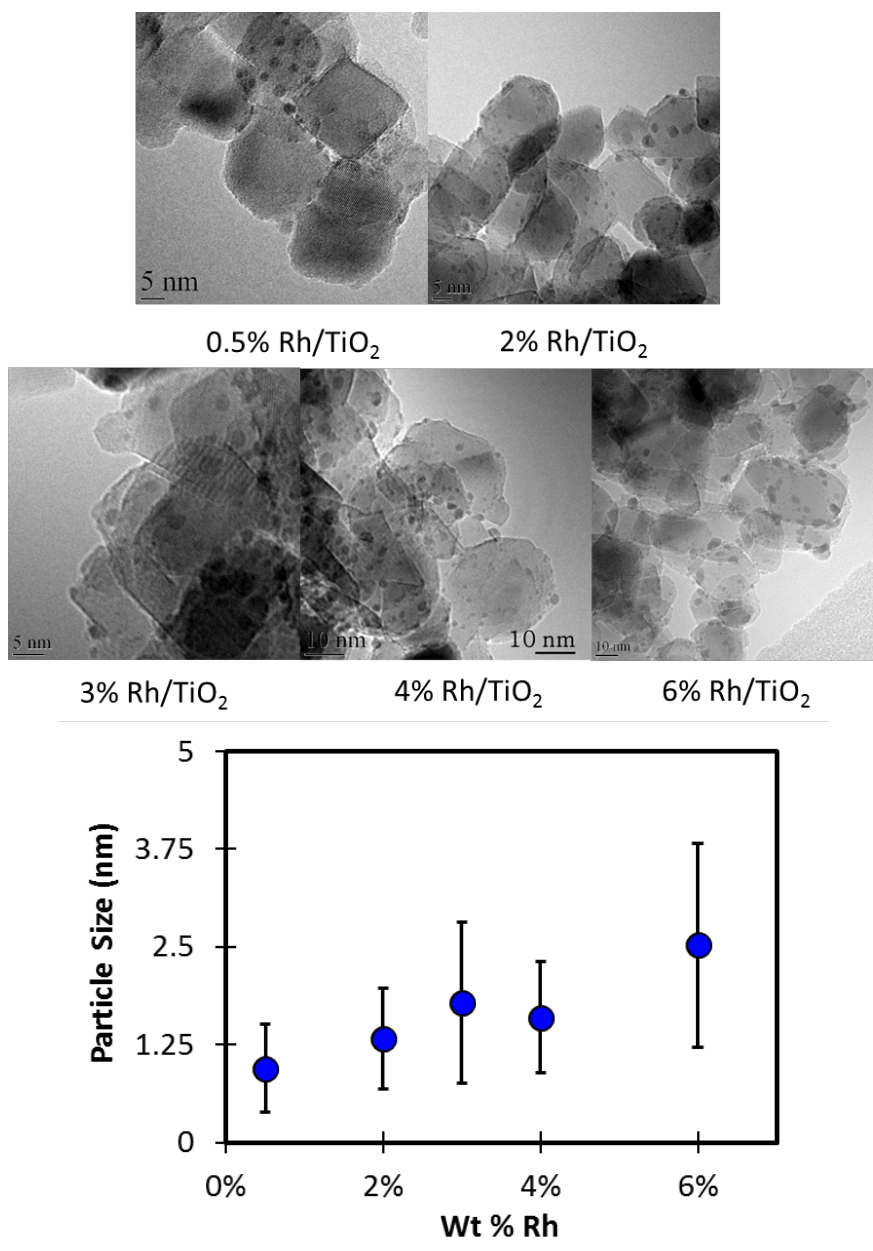 5 nm
5 nm
0.5% Rh/TiO₂
2% Rh/TiO₂
5 nm
10 nm
10 nm
10 nm
3% Rh/TiO₂
4% Rh/TiO₂
6% Rh/TiO₂
5
3.75
2.5
1.25
0
Particle Size (nm)
0%
2%
4%
6%
Wt % Rh